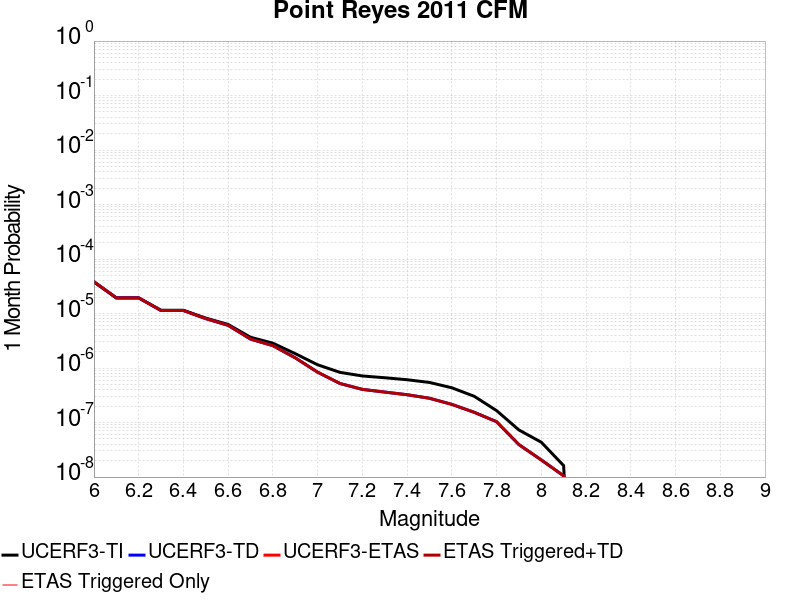 Point Reyes 2011 CFM
10^0
10^-1
10^-2
10^-3
10^-4
10^-5
10^-6
10^-7
10^-8
1 Month Probability
6 6.2 6.4 6.6 6.8 7 7.2 7.4 7.6 7.8 8 8.2 8.4 8.6 8.8 9
Magnitude
UCERF3-TI UCERF3-TD UCERF3-ETAS ETAS Triggered+TD
ETAS Triggered Only